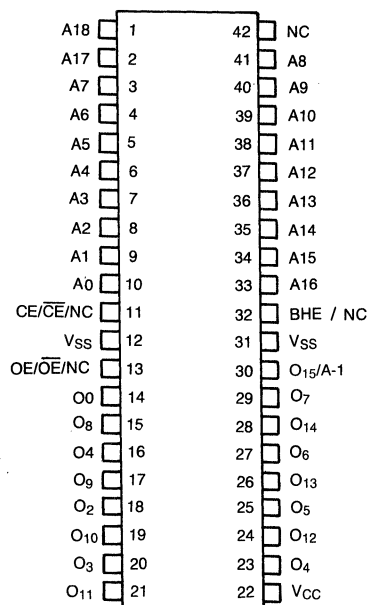 A18 1 42 NC
A17 2 41 A8
A7 3 40 A9
A6 4 39 A10
A5 5 38 A11
A4 6 37 A12
A3 7 36 A13
A2 8 35 A14
A1 9 34 A15
A0 10 33 A16
CE/C̅E̅/NC 11 32 BHE / NC
VSS 12 31 VSS
OE/O̅E̅/NC 13 30 O15/A-1
O0 14 29 O7
O8 15 28 O14
O4 16 27 O6
O9 17 26 O13
O2 18 25 O5
O10 19 24 O12
O3 20 23 O4
O11 21 22 VCC